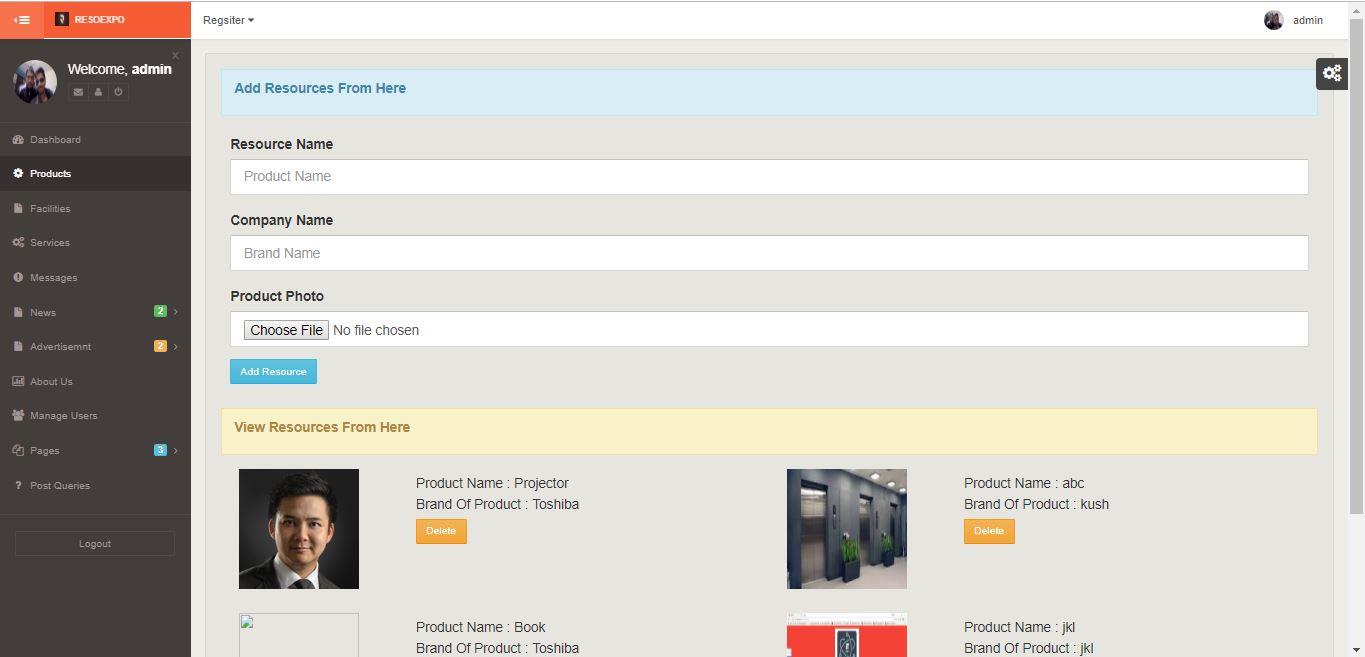 RESOEXPO
Regsiter
admin
×
Welcome, admin
Dashboard
Products
Facilities
Services
Messages
News 2
Advertisemnt 2
About Us
Manage Users
Pages 3
Post Queries
Logout
Add Resources From Here
Resource Name
Product Name
Company Name
Brand Name
Product Photo
Choose File No file chosen
Add Resource
View Resources From Here
Product Name : Projector
Brand Of Product : Toshiba
Delete
Product Name : abc
Brand Of Product : kush
Delete
Product Name : Book
Brand Of Product : Toshiba
Product Name : jkl
Brand Of Product : jkl